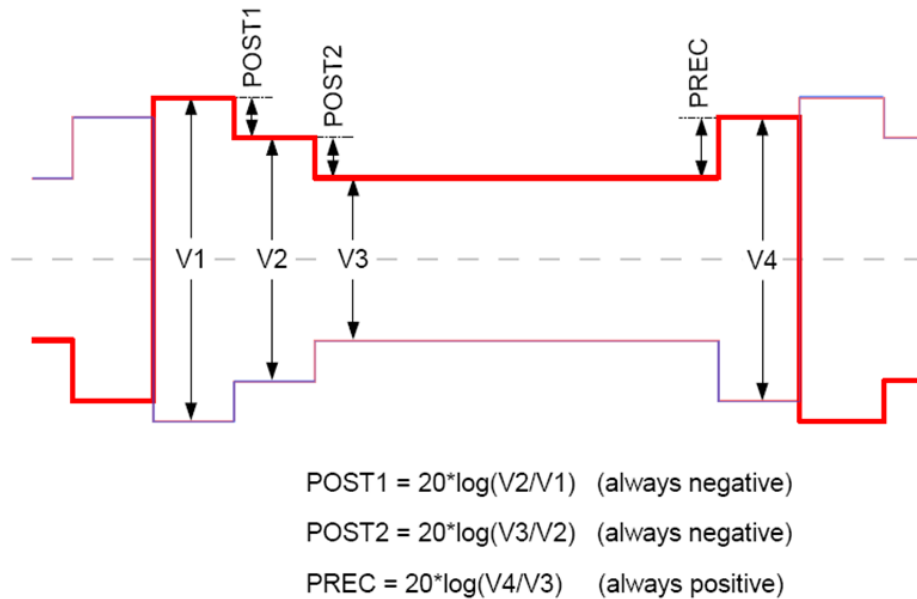 POST1
POST2
PREC
V1
V2
V3
V4
POST1 = 20*log(V2/V1) (always negative)
POST2 = 20*log(V3/V2) (always negative)
PREC = 20*log(V4/V3) (always positive)